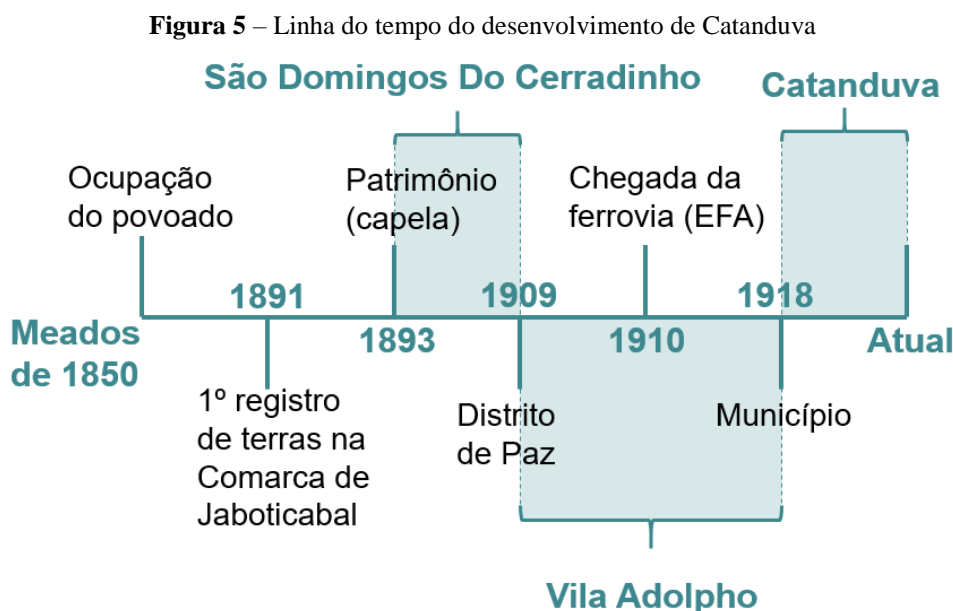 Figura 5 – Linha do tempo do desenvolvimento de Catanduva
São Domingos Do Cerradinho
Catanduva
Ocupação
do povoado
Patrimônio
(capela)
Chegada da
ferrovia (EFA)
1891
1909
1918
Meados
de 1850
1893
1910
Atual
1º registro
de terras na
Comarca de
Jaboticabal
Distrito
de Paz
Município
Vila Adolpho